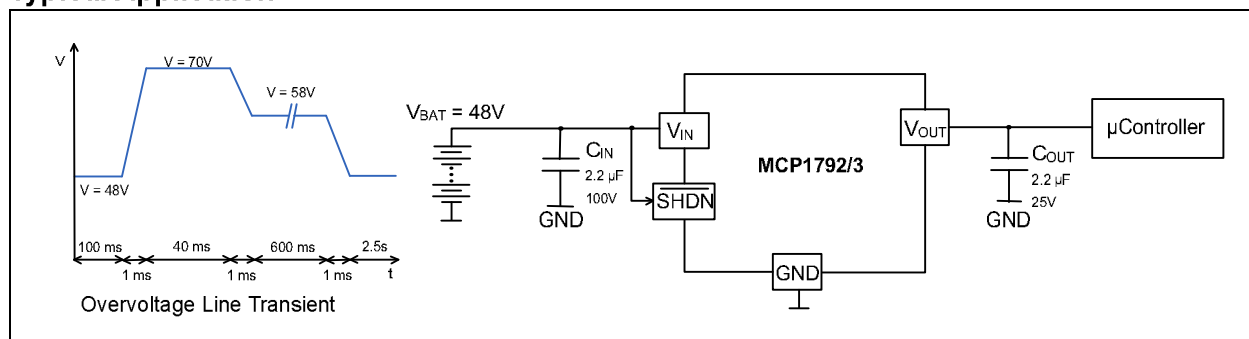 V
V = 70V
V = 58V
V = 48V
100 ms
1 ms
40 ms
1 ms
600 ms
1 ms
2.5s
t
Overvoltage Line Transient
VBAT = 48V
CIN
2.2 µF
100V
GND
VIN
SHDN
MCP1792/3
GND
VOUT
COUT
2.2 µF
25V
GND
µController